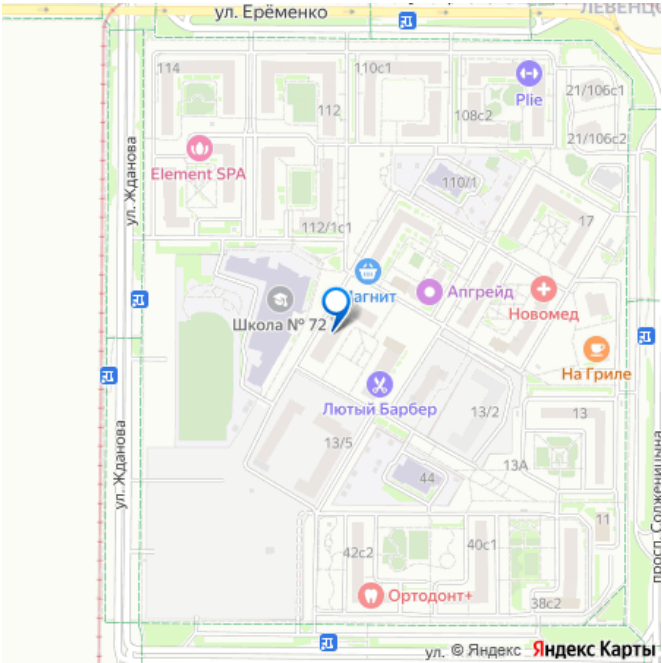 ул. Ерёменко
114
110с1
Plie
112
108с2
21/106с1
21/106с2
Element SPA
ул. Жданова
110/1
17
112/1с1
Магнит
Апгрейд
Новомед
Школа № 72
На Гриле
Лютый Барбер
13/2
13
13/5
13А
44
ул. Жданова
просп. Солженицына
11
42с2
40с1
Ортодонт+
38с2
ул. © Яндекс Яндекс Карты